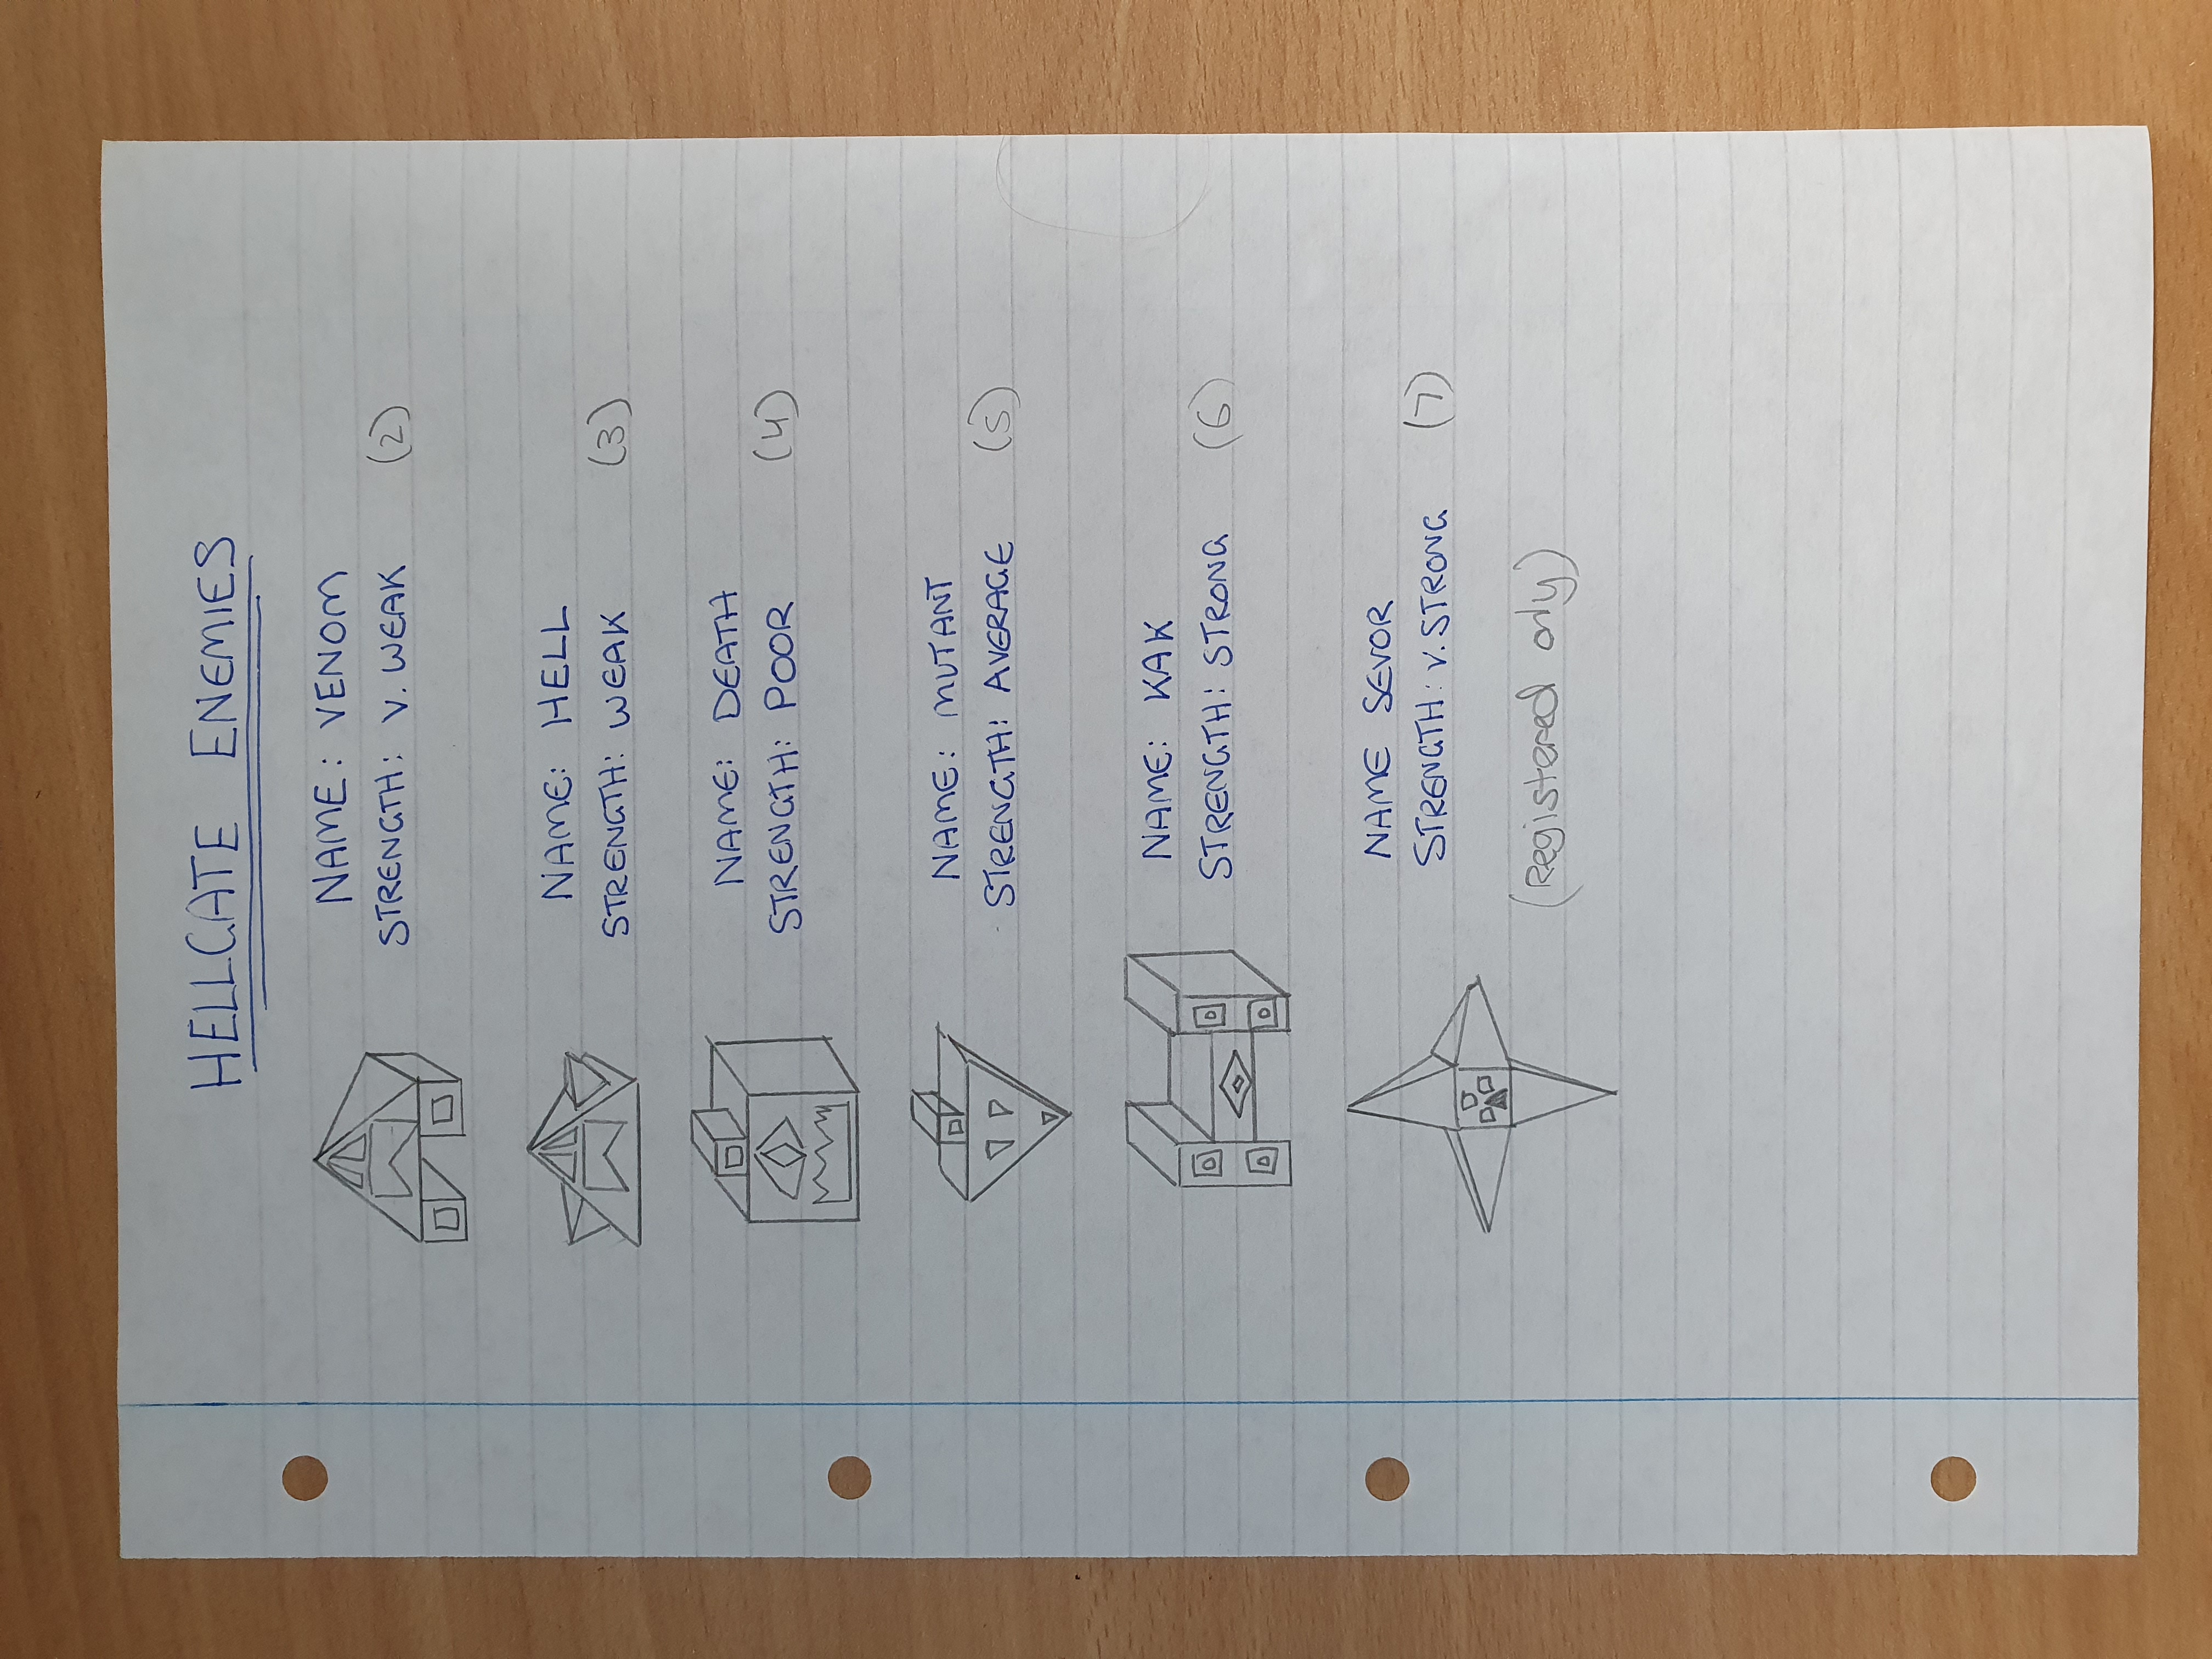 HELLGATE ENEMIES
NAME: VENOM
STRENGTH: V. WEAK (2)
NAME: HELL
STRENGTH: WEAK (3)
NAME: DEATH
STRENGTH: POOR (4)
NAME: MUTANT
STRENGTH: AVERAGE (5)
NAME: KAK
STRENGTH: STRONG (6)
NAME SEVOR
STRENGTH: V. STRONG (7)
(Registered only)